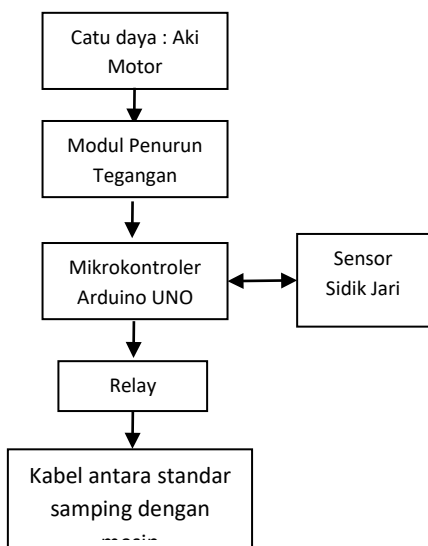 Catu daya : Aki
Motor
Modul Penurun
Tegangan
Mikrokontroler
Arduino UNO
Sensor
Sidik Jari
Relay
Kabel antara standar
samping dengan
mesin